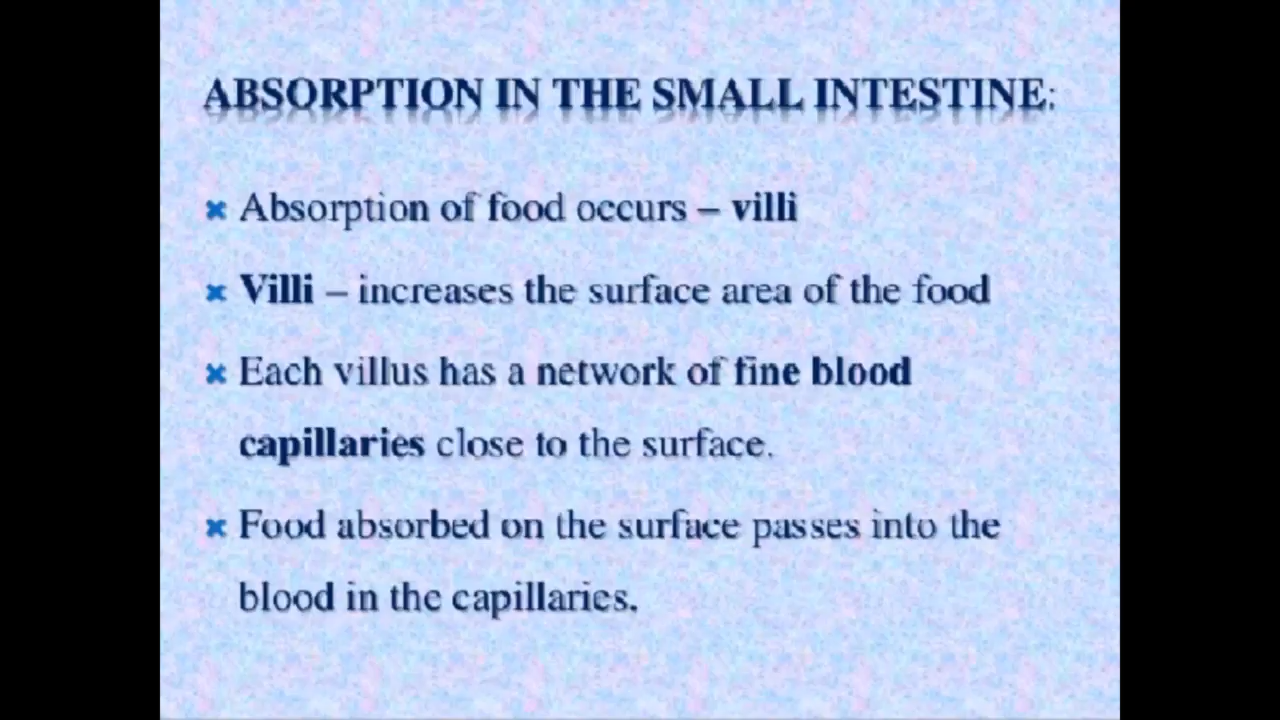 ABSORPTION IN THE SMALL INTESTINE:
Absorption of food occurs – villi
Villi – increases the surface area of the food
Each villus has a network of fine blood
capillaries close to the surface.
Food absorbed on the surface passes into the
blood in the capillaries.